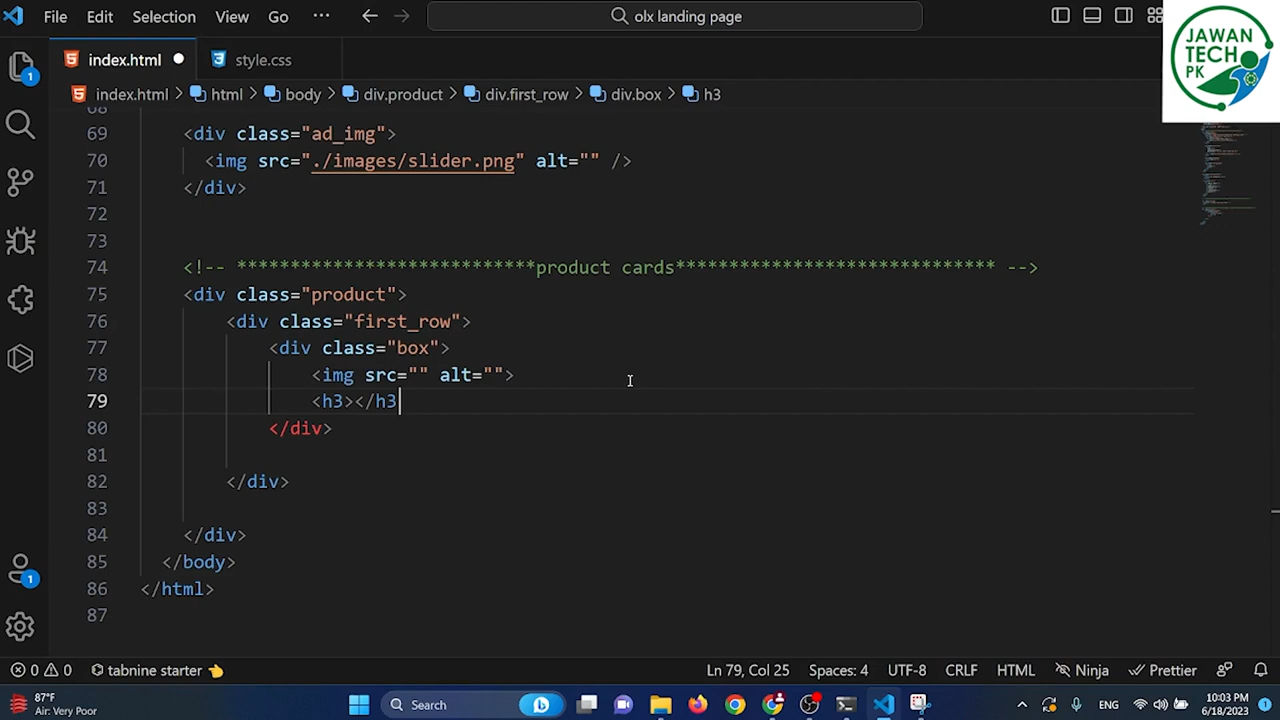 File Edit Selection View Go ··· olx landing page
JAWAN
TECH
PK
index.html style.css
index.html > html > body > div.product > div.first_row > div.box > h3
68
69 <div class="ad_img">
70 <img src="./images/slider.png" alt="" />
71 </div>
72
73
74 <!-- ****************************product cards****************************** -->
75 <div class="product">
76 <div class="first_row">
77 <div class="box">
78 <img src="" alt="">
79 <h3></h3
80 </div>
81
82 </div>
83
84 </div>
85 </body>
86 </html>
87
1
1
0 0 tabnine starter Ln 79, Col 25 Spaces: 4 UTF-8 CRLF HTML Ninja Prettier
87°F
Air: Very Poor
Search
ENG
10:03 PM
6/18/2023
1